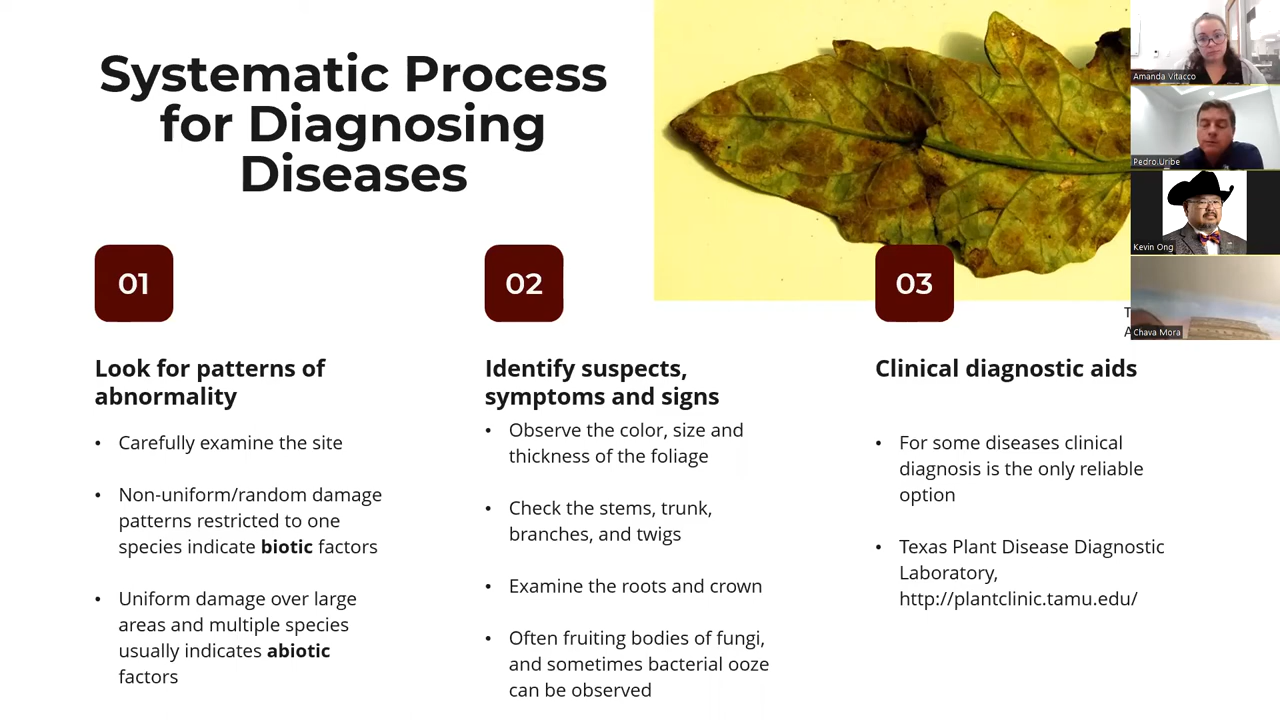 Systematic Process
for Diagnosing
Diseases
01
Look for patterns of
abnormality
• Carefully examine the site
• Non-uniform/random damage
patterns restricted to one
species indicate biotic factors
• Uniform damage over large
areas and multiple species
usually indicates abiotic
factors
02
Identify suspects,
symptoms and signs
• Observe the color, size and
thickness of the foliage
• Check the stems, trunk,
branches, and twigs
• Examine the roots and crown
• Often fruiting bodies of fungi,
and sometimes bacterial ooze
can be observed
03
Clinical diagnostic aids
• For some diseases clinical
diagnosis is the only reliable
option
• Texas Plant Disease Diagnostic
Laboratory,
http://plantclinic.tamu.edu/
Amanda Vitacco
Pedro.Uribe
Kevin Ong
Chava Mora